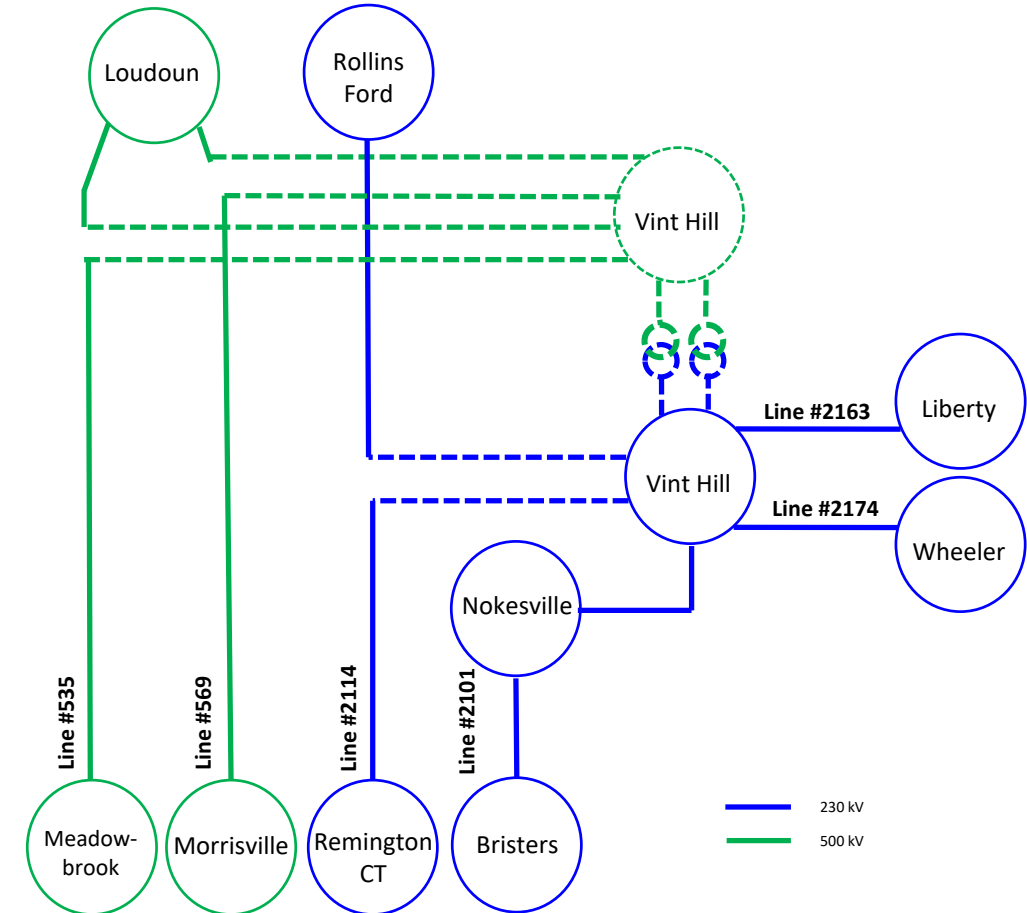 Loudoun
Rollins
Ford
Vint Hill
Line #2163
Liberty
Vint Hill
Line #2174
Wheeler
Nokesville
Line #535
Line #569
Line #2114
Line #2101
Meadow-
brook
Morrisville
Remington
CT
Bristers
230 kV
500 kV